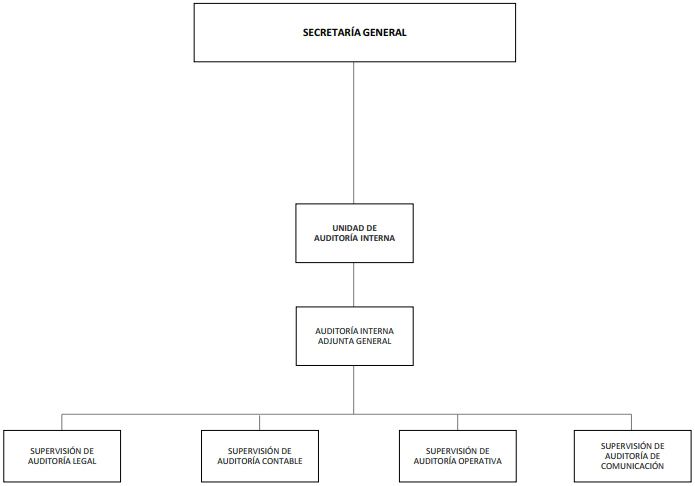 SECRETARÍA GENERAL
UNIDAD DE
AUDITORÍA INTERNA
AUDITORÍA INTERNA
ADJUNTA GENERAL
SUPERVISIÓN DE
AUDITORÍA LEGAL
SUPERVISIÓN DE
AUDITORÍA CONTABLE
SUPERVISIÓN DE
AUDITORÍA OPERATIVA
SUPERVISIÓN DE
AUDITORÍA DE
COMUNICACIÓN